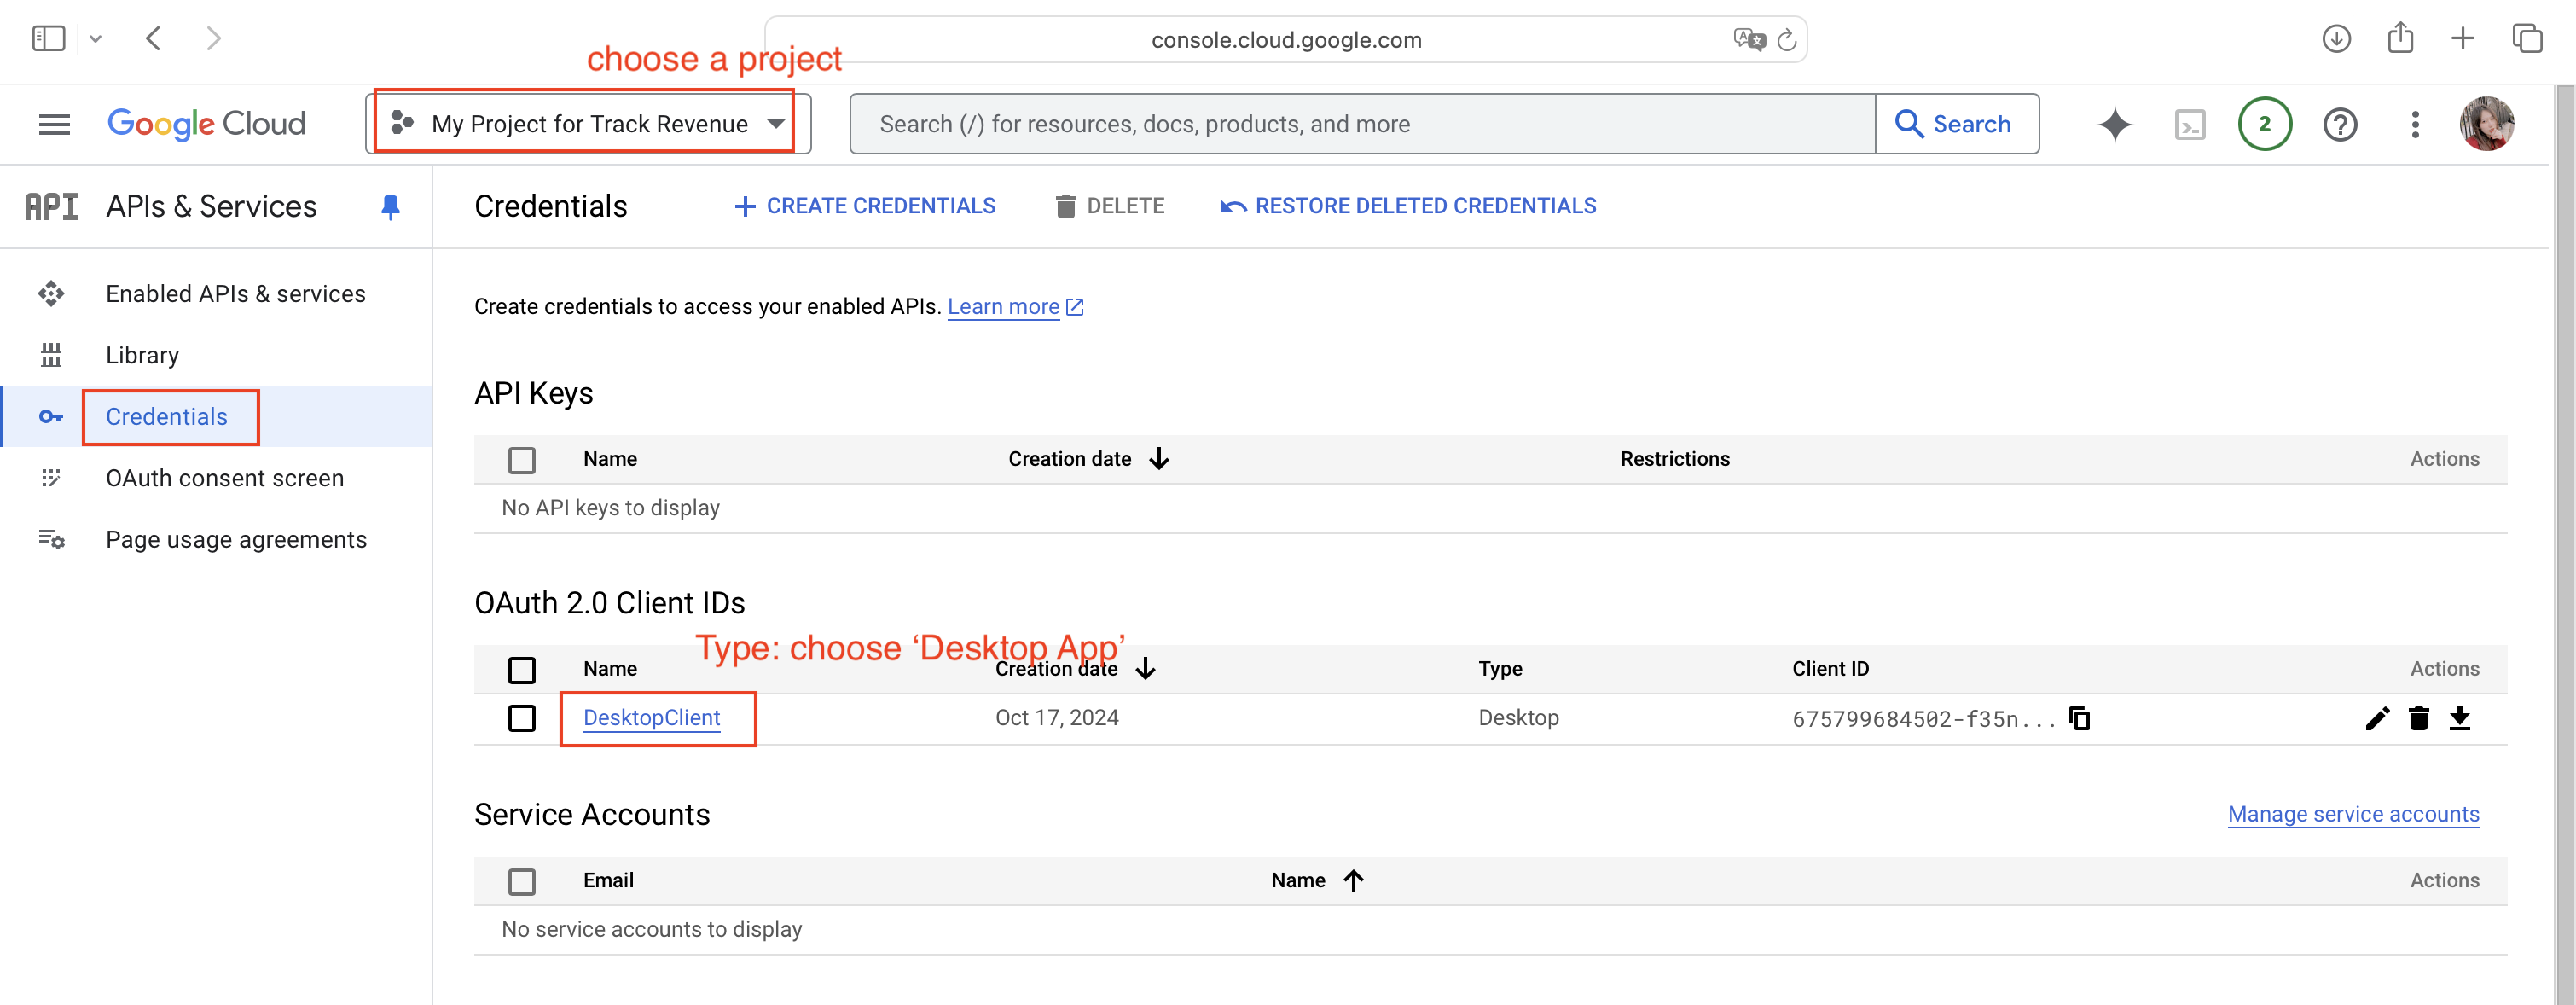 console.cloud.google.com
choose a project
Google Cloud
My Project for Track Revenue
Search (/) for resources, docs, products, and more
Search
2
API
APIs & Services
Credentials
CREATE CREDENTIALS
DELETE
RESTORE DELETED CREDENTIALS
Enabled APIs & services
Library
Credentials
OAuth consent screen
Page usage agreements
Create credentials to access your enabled APIs. Learn more
API Keys
Name Creation date Restrictions Actions
No API keys to display
OAuth 2.0 Client IDs
Type: choose ‘Desktop App’
Name Creation date Type Client ID Actions
DesktopClient Oct 17, 2024 Desktop 675799684502-f35n...
Service Accounts
Manage service accounts
Email Name Actions
No service accounts to display